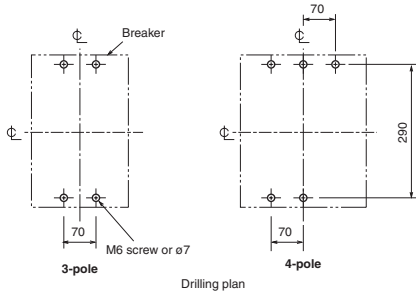 70
℄
Breaker
℄
℄
℄
290
70
M6 screw or ø7
70
3-pole
4-pole
Drilling plan